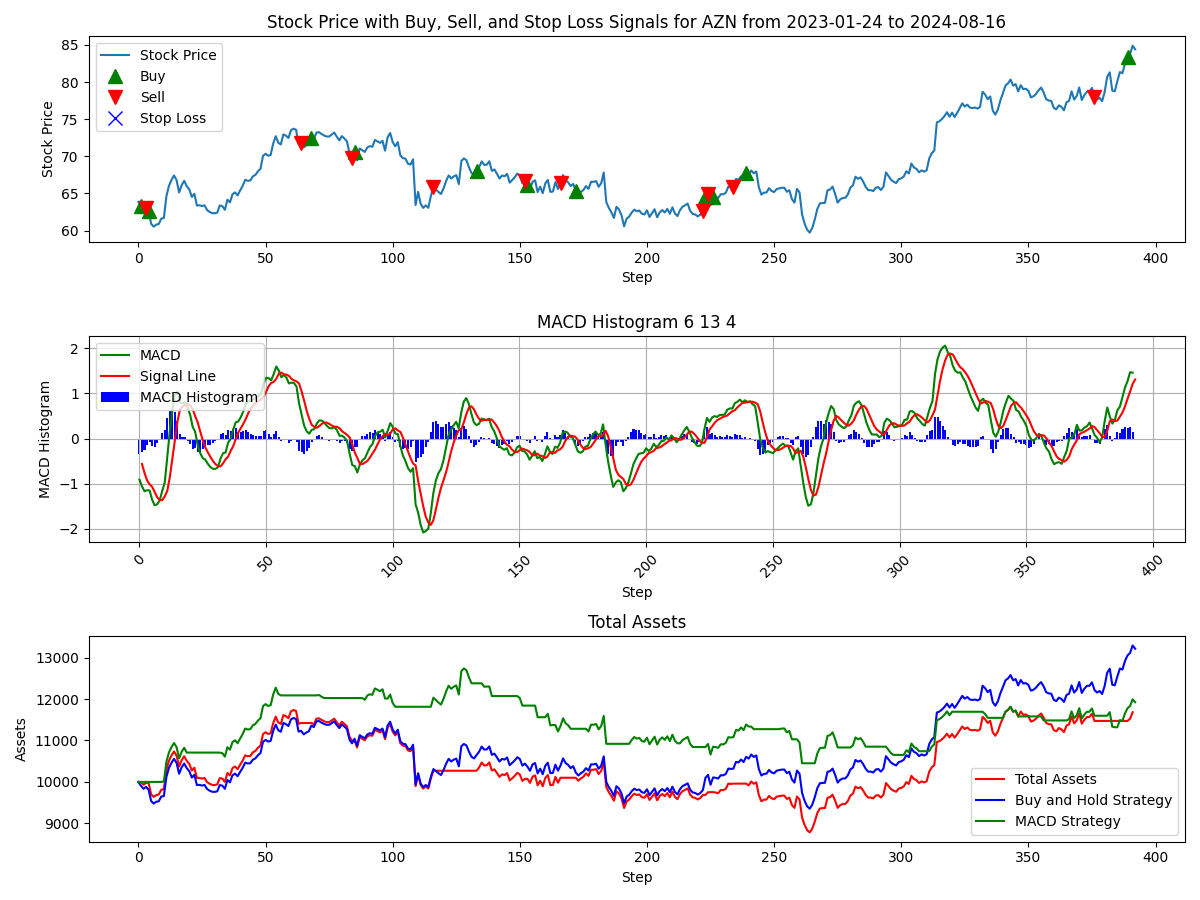 Stock Price with Buy, Sell, and Stop Loss Signals for AZN from 2023-01-24 to 2024-08-16
Stock Price
85
80
75
70
65
60
Stock Price
Buy
Sell
Stop Loss
0 50 100 150 200 250 300 350 400
Step
MACD Histogram 6 13 4
MACD Histogram
2
1
0
−1
−2
MACD
Signal Line
MACD Histogram
0 50 100 150 200 250 300 350 400
Step
Total Assets
Assets
13000
12000
11000
10000
9000
Total Assets
Buy and Hold Strategy
MACD Strategy
0 50 100 150 200 250 300 350 400
Step